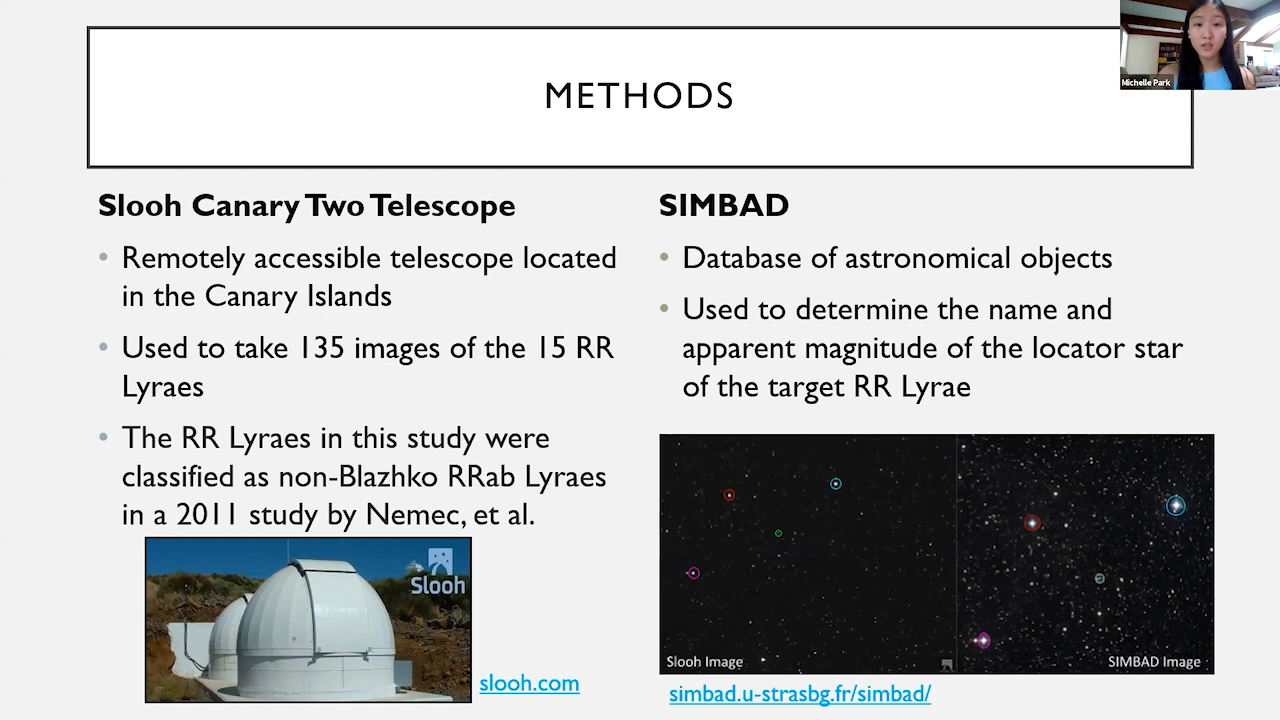 METHODS
Michelle Park
Slooh Canary Two Telescope
Remotely accessible telescope located
in the Canary Islands
Used to take 135 images of the 15 RR
Lyraes
The RR Lyraes in this study were
classified as non-Blazhko RRab Lyraes
in a 2011 study by Nemec, et al.
Slooh
slooh.com
SIMBAD
Database of astronomical objects
Used to determine the name and
apparent magnitude of the locator star
of the target RR Lyrae
Slooh Image
SIMBAD Image
simbad.u-strasbg.fr/simbad/